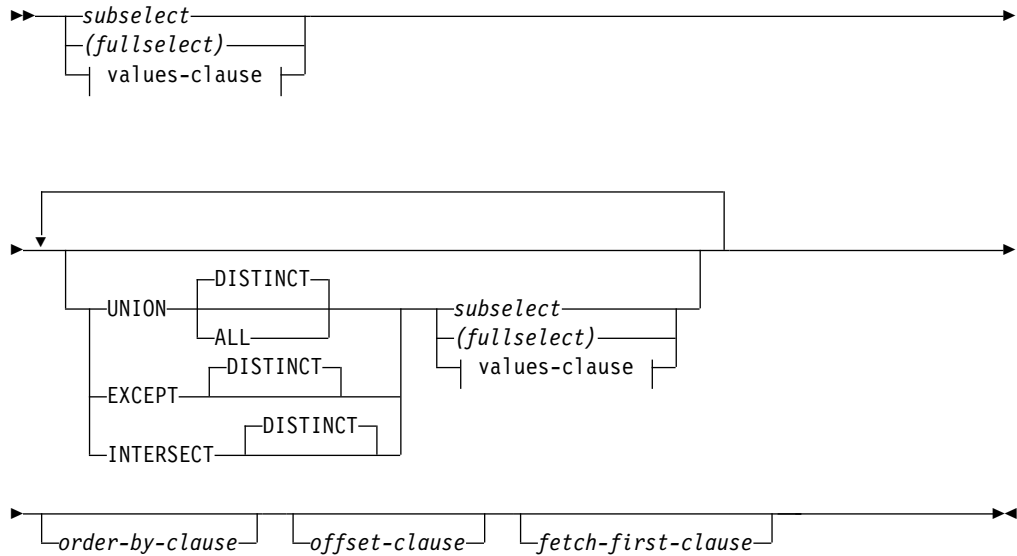 subselect
(fullselect)
values-clause
DISTINCT
UNION
ALL
subselect
(fullselect)
values-clause
DISTINCT
EXCEPT
DISTINCT
INTERSECT
order-by-clause offset-clause fetch-first-clause